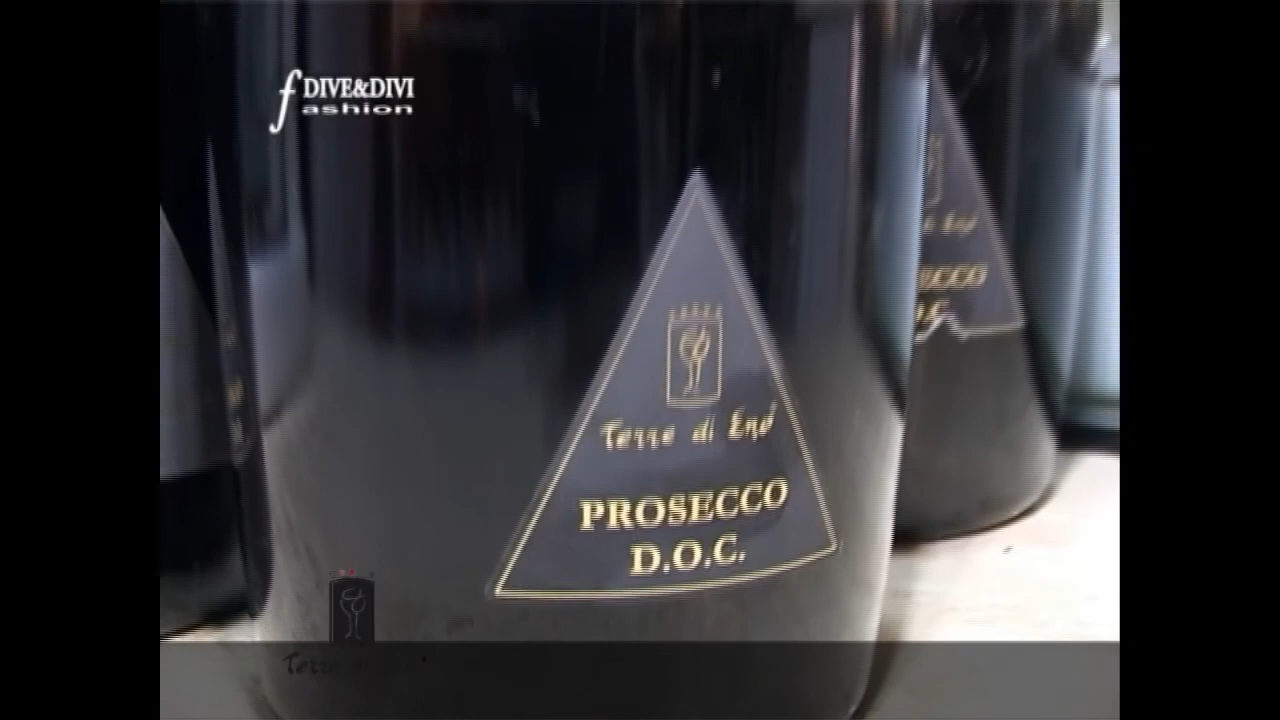 DIVE&DIVI
fashion
Terre di Enò
PROSECCO
D.O.C.